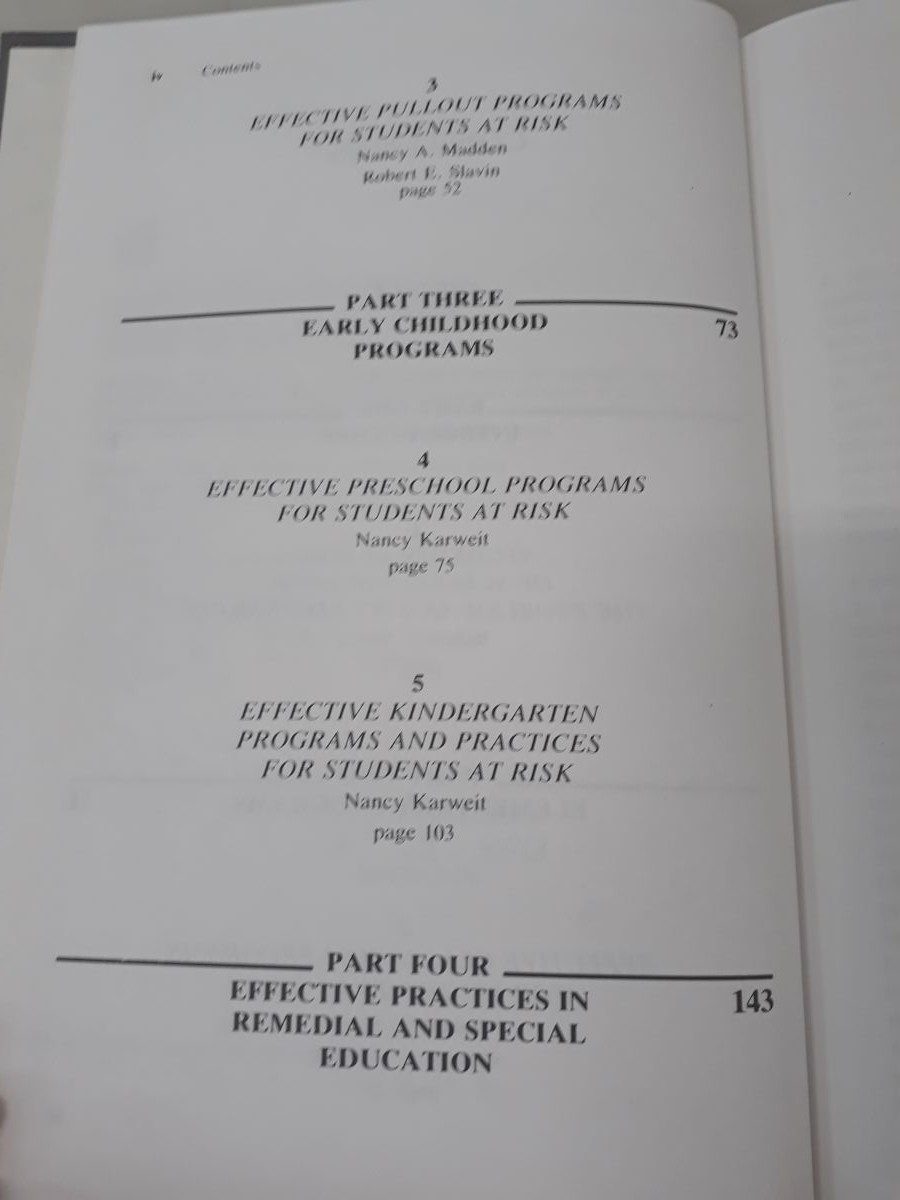 iv Contents
3
EFFECTIVE PULLOUT PROGRAMS
FOR STUDENTS AT RISK
Nancy A. Madden
Robert E. Slavin
page 52
PART THREE
EARLY CHILDHOOD 73
PROGRAMS
4
EFFECTIVE PRESCHOOL PROGRAMS
FOR STUDENTS AT RISK
Nancy Karweit
page 75
5
EFFECTIVE KINDERGARTEN
PROGRAMS AND PRACTICES
FOR STUDENTS AT RISK
Nancy Karweit
page 103
PART FOUR
EFFECTIVE PRACTICES IN 143
REMEDIAL AND SPECIAL
EDUCATION